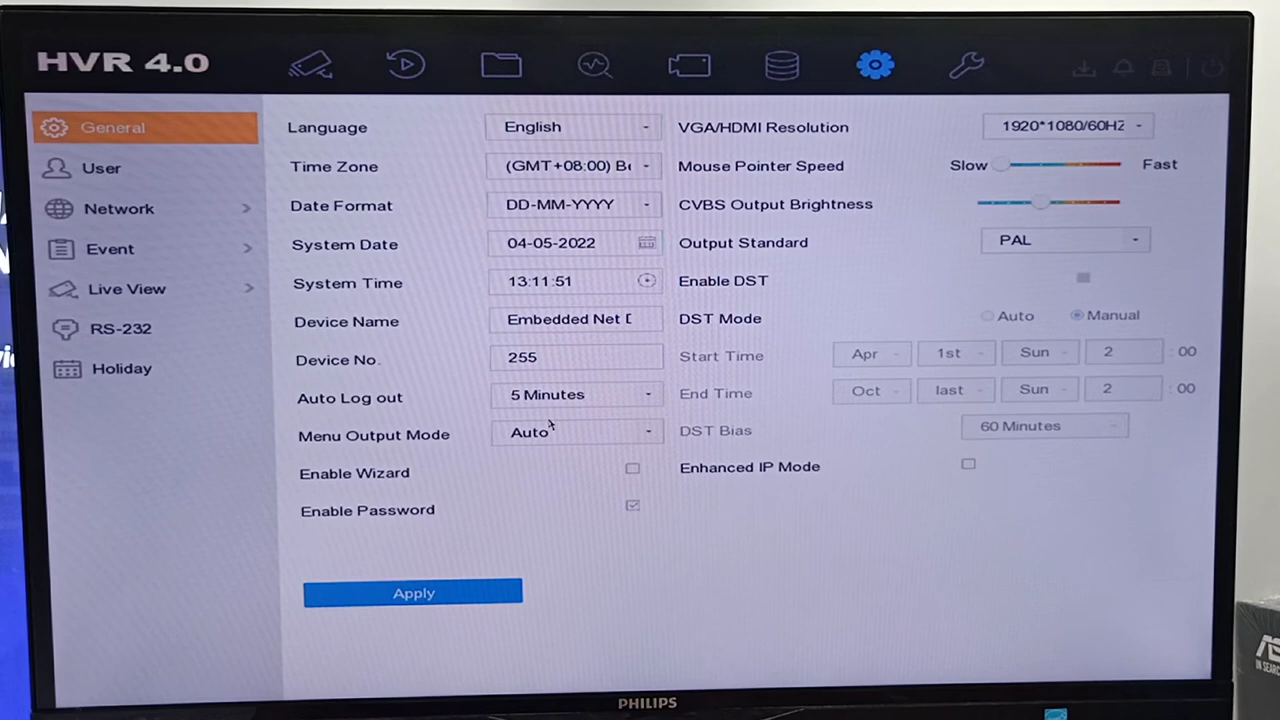 HVR 4.0
General
User
Network
Event
Live View
RS-232
Holiday
Language English
Time Zone (GMT+08:00)
Date Format DD-MM-YYYY
System Date 04-05-2022
System Time 13:11:51
Device Name Embedded Net
Device No. 255
Auto Log out 5 Minutes
Menu Output Mode Auto
Enable Wizard
Enable Password
Apply
VGA/HDMI Resolution 1920*1080/60HZ
Mouse Pointer Speed Slow Fast
CVBS Output Brightness
Output Standard PAL
Enable DST
DST Mode Auto Manual
Start Time Apr 1st Sun 2 : 00
End Time Oct last Sun 2 : 00
DST Bias 60 Minutes
Enhanced IP Mode
PHILIPS